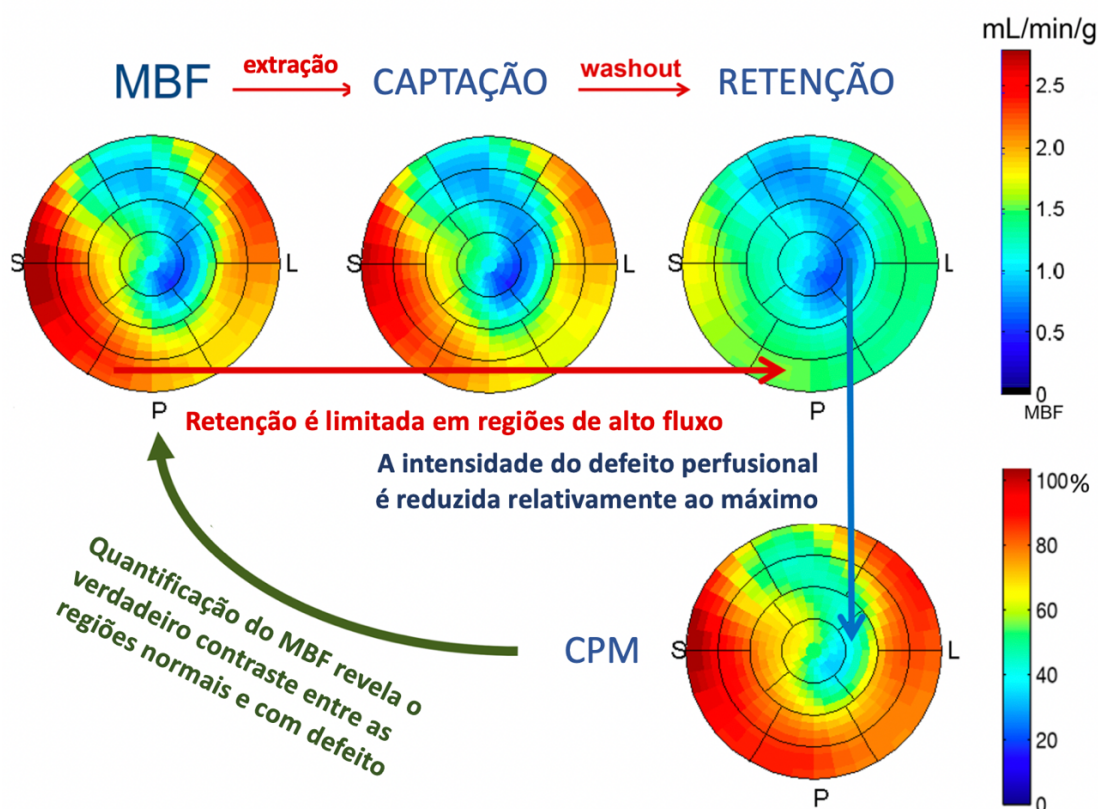 mL/min/g
MBF
extração
CAPTAÇÃO
washout
RETENÇÃO
2.5
2.0
1.5
1.0
0.5
0
MBF
S
L
P
S
L
S
L
P
Retenção é limitada em regiões de alto fluxo
A intensidade do defeito perfusional
é reduzida relativamente ao máximo
Quantificação do MBF revela o
verdadeiro contraste entre as
regiões normais e com defeito
CPM
S
L
P
100%
80
60
40
20
0